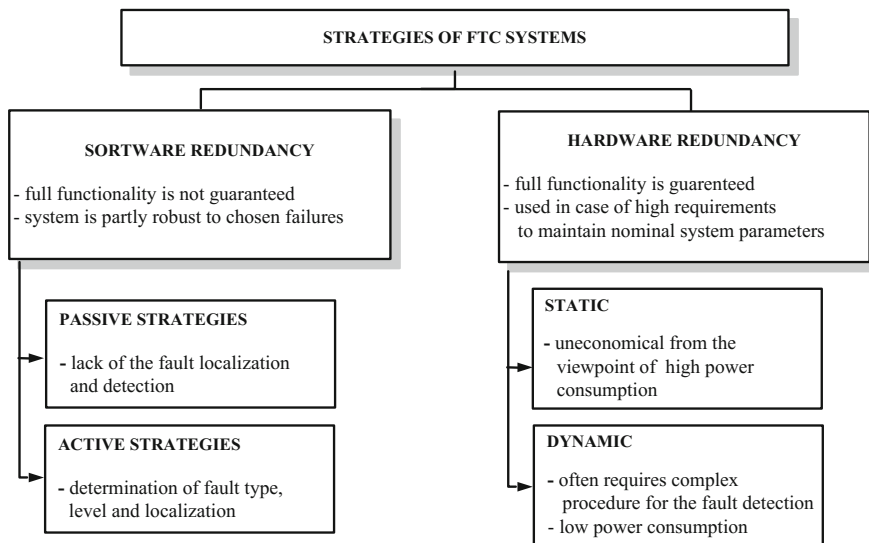 STRATEGIES OF FTC SYSTEMS
SORTWARE REDUNDANCY
- full functionality is not guaranteed
- system is partly robust to chosen failures
HARDWARE REDUNDANCY
- full functionality is guarenteed
- used in case of high requirements
to maintain nominal system parameters
PASSIVE STRATEGIES
- lack of the fault localization
and detection
ACTIVE STRATEGIES
- determination of fault type,
level and localization
STATIC
- uneconomical from the
viewpoint of high power
consumption
DYNAMIC
- often requires complex
procedure for the fault detection
- low power consumption